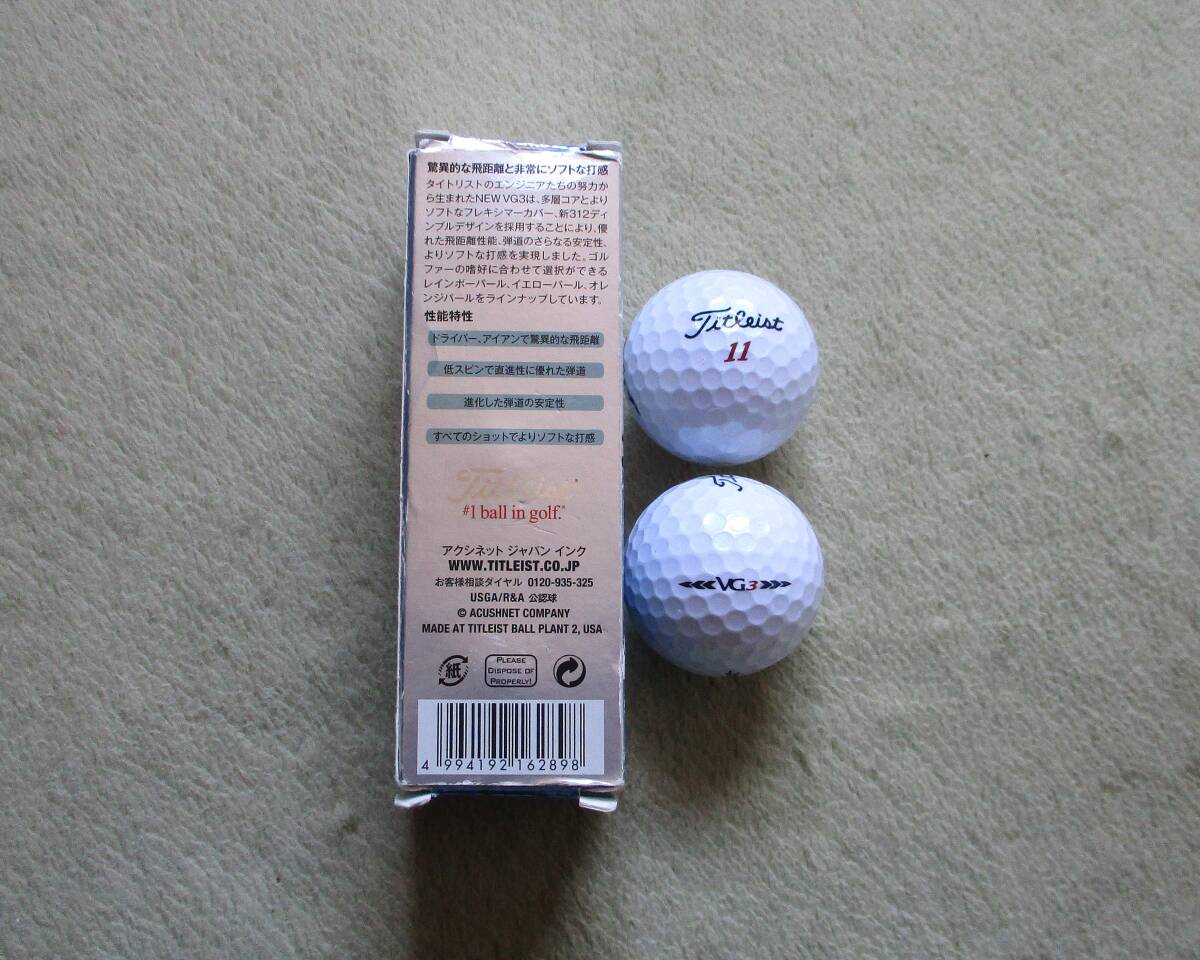 驚異的な飛距離と非常にソフトな打感
タイトリストのエンジニアたちの努力か
ら生まれたNEW VG3は、多層コアとより
ソフトなフレキシマーカバー、新312ディ
ンプルデザインを採用することにより、優
れた飛距離性能、弾道のさらなる安定性、
よりソフトな打感を実現しました。ゴル
ファーの嗜好に合わせて選択ができる
レインボーパール、イエローパール、オレ
ンジパールをラインナップしています。
性能特性
ドライバー、アイアンで驚異的な飛距離
低スピンで直進性に優れた弾道
進化した弾道の安定性
すべてのショットでよりソフトな打感
Titleist
#1 ball in golf.®
アクシネット ジャパン インク
WWW.TITLEIST.CO.JP
お客様相談ダイヤル 0120-935-325
USGA/R&A 公認球
© ACUSHNET COMPANY
MADE AT TITLEIST BALL PLANT 2, USA
紙
PLEASE
DISPOSE OF
PROPERLY!
4 994192 162898
Titleist
11
VG3